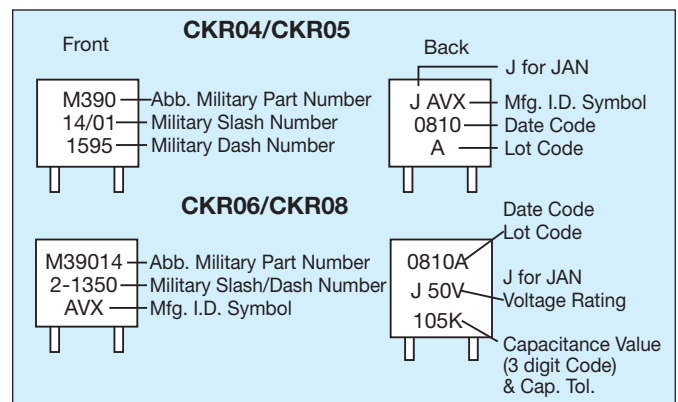 CKR04/CKR05
Front
M390
14/01
1595
Abb. Military Part Number
Military Slash Number
Military Dash Number
Back
J AVX
0810
A
J for JAN
Mfg. I.D. Symbol
Date Code
Lot Code
CKR06/CKR08
M39014
2-1350
AVX
Abb. Military Part Number
Military Slash/Dash Number
Mfg. I.D. Symbol
0810A
J 50V
105K
Date Code
Lot Code
J for JAN
Voltage Rating
Capacitance Value
(3 digit Code)
& Cap. Tol.